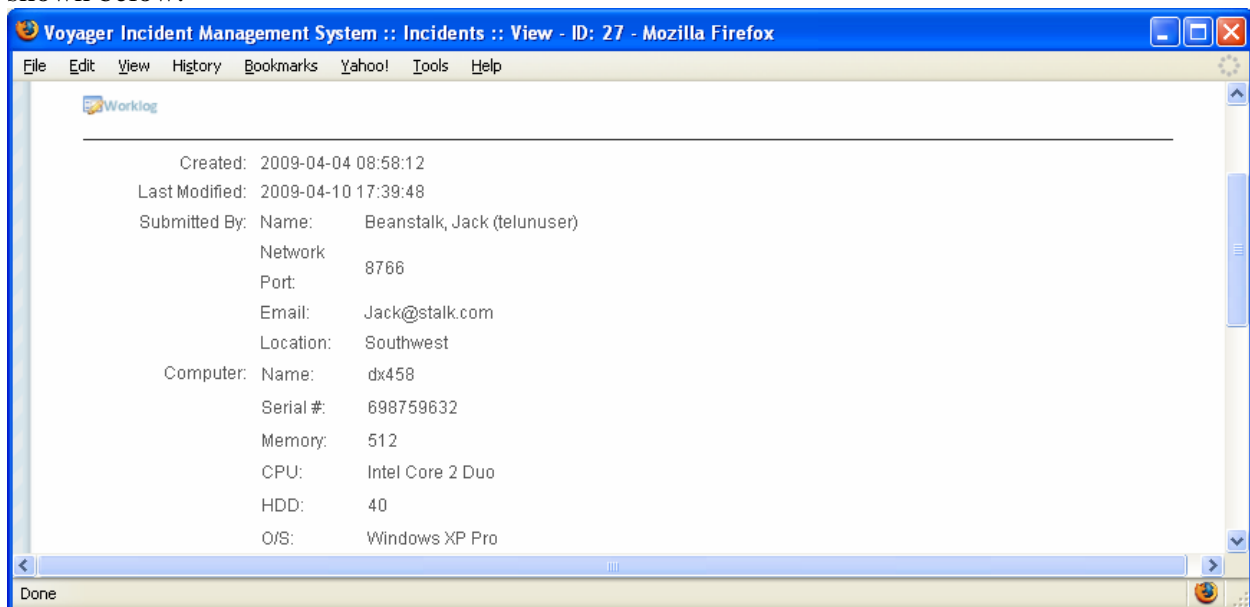 Voyager Incident Management System :: Incidents :: View - ID: 27 - Mozilla Firefox
File Edit View History Bookmarks Yahoo! Tools Help
Worklog
Created: 2009-04-04 08:58:12
Last Modified: 2009-04-10 17:39:48
Submitted By: Name: Beanstalk, Jack (telunuser)
Network
Port: 8766
Email: Jack@stalk.com
Location: Southwest
Computer: Name: dx458
Serial #: 698759632
Memory: 512
CPU: Intel Core 2 Duo
HDD: 40
O/S: Windows XP Pro
Done